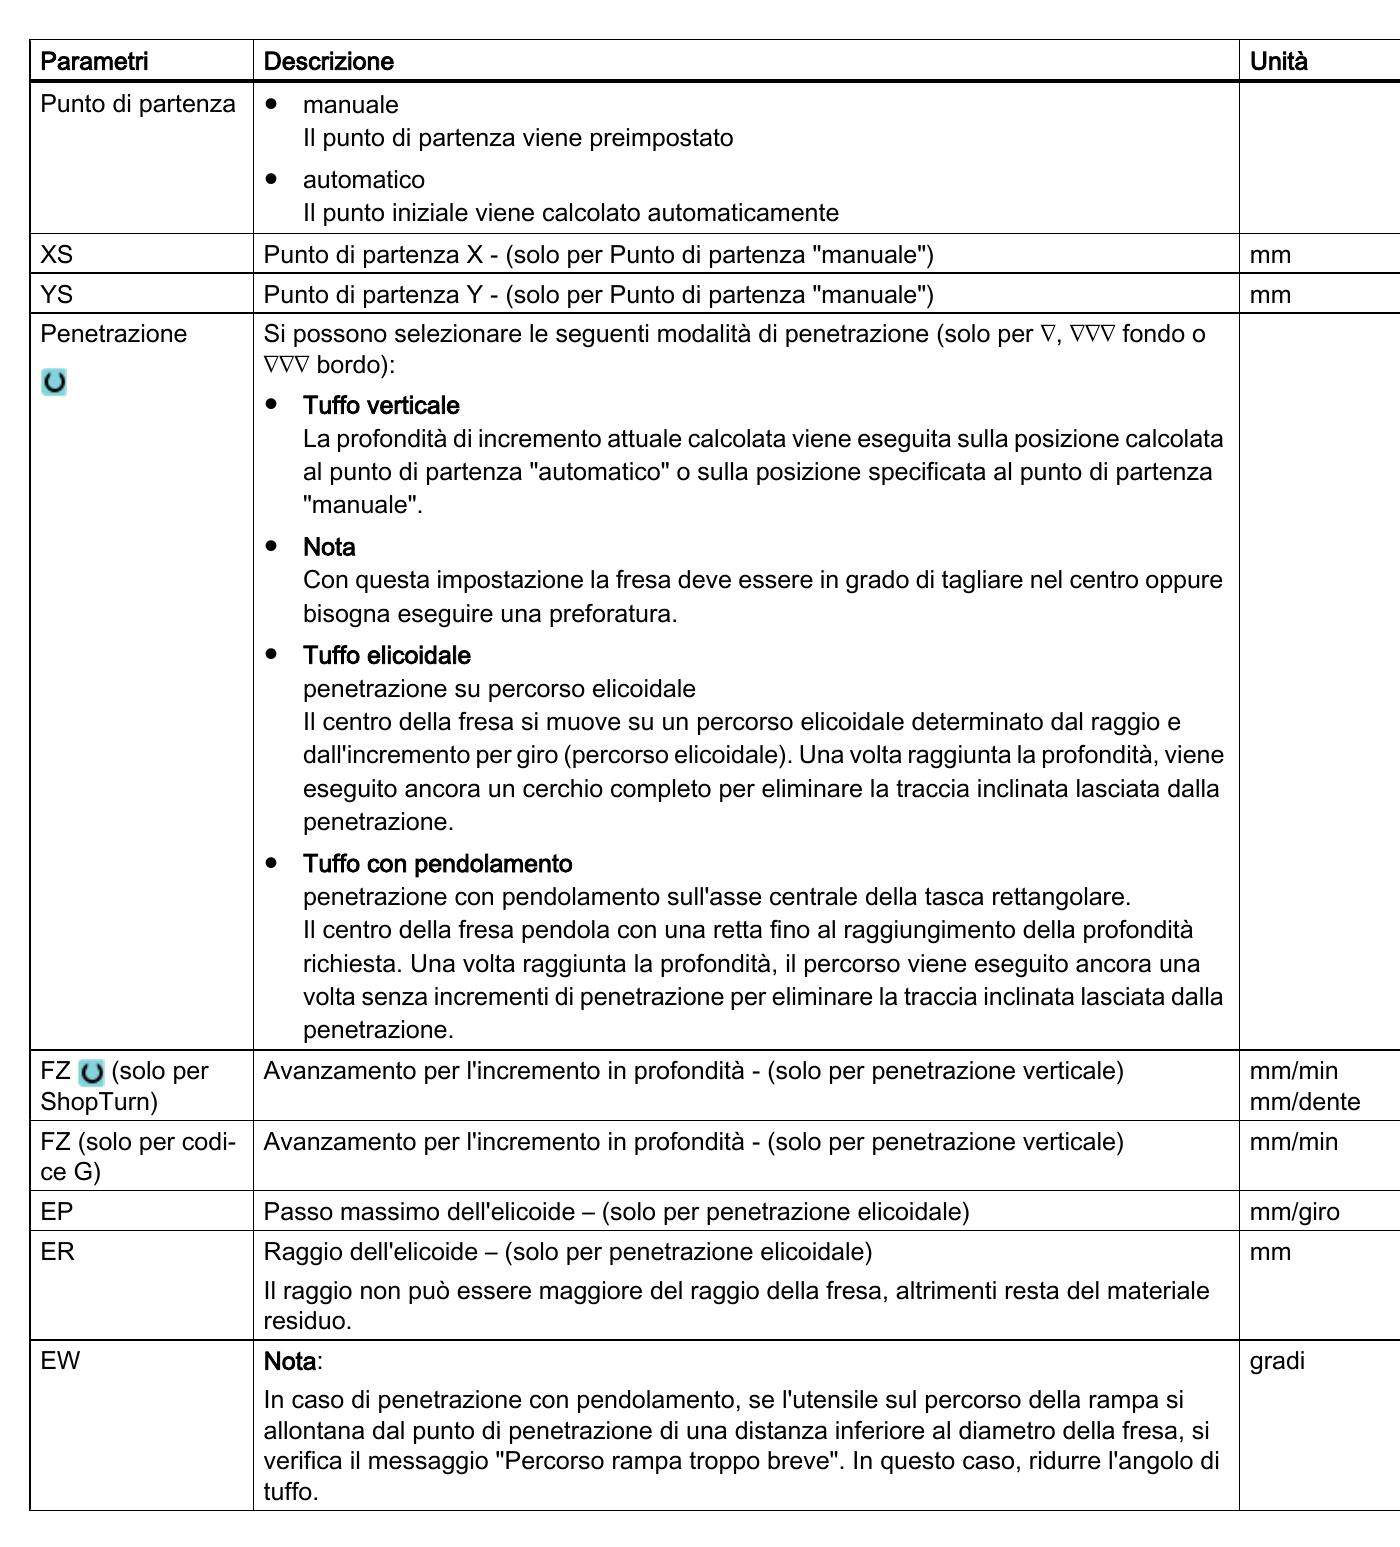 Parametri Descrizione Unità
Punto di partenza ● manuale
Il punto di partenza viene preimpostato
● automatico
Il punto iniziale viene calcolato automaticamente
XS Punto di partenza X - (solo per Punto di partenza "manuale") mm
YS Punto di partenza Y - (solo per Punto di partenza "manuale") mm
Penetrazione Si possono selezionare le seguenti modalità di penetrazione (solo per ∇, ∇∇∇ fondo o
∇∇∇ bordo):
● Tuffo verticale
La profondità di incremento attuale calcolata viene eseguita sulla posizione calcolata
al punto di partenza "automatico" o sulla posizione specificata al punto di partenza
"manuale".
● Nota
Con questa impostazione la fresa deve essere in grado di tagliare nel centro oppure
bisogna eseguire una preforatura.
● Tuffo elicoidale
penetrazione su percorso elicoidale
Il centro della fresa si muove su un percorso elicoidale determinato dal raggio e
dall'incremento per giro (percorso elicoidale). Una volta raggiunta la profondità, viene
eseguito ancora un cerchio completo per eliminare la traccia inclinata lasciata dalla
penetrazione.
● Tuffo con pendolamento
penetrazione con pendolamento sull'asse centrale della tasca rettangolare.
Il centro della fresa pendola con una retta fino al raggiungimento della profondità
richiesta. Una volta raggiunta la profondità, il percorso viene eseguito ancora una
volta senza incrementi di penetrazione per eliminare la traccia inclinata lasciata dalla
penetrazione.
FZ (solo per Avanzamento per l'incremento in profondità - (solo per penetrazione verticale) mm/min
ShopTurn) mm/dente
FZ (solo per codi- Avanzamento per l'incremento in profondità - (solo per penetrazione verticale) mm/min
ce G)
EP Passo massimo dell'elicoide – (solo per penetrazione elicoidale) mm/giro
ER Raggio dell'elicoide – (solo per penetrazione elicoidale) mm
Il raggio non può essere maggiore del raggio della fresa, altrimenti resta del materiale
residuo.
EW Nota: gradi
In caso di penetrazione con pendolamento, se l'utensile sul percorso della rampa si
allontana dal punto di penetrazione di una distanza inferiore al diametro della fresa, si
verifica il messaggio "Percorso rampa troppo breve". In questo caso, ridurre l'angolo di
tuffo.